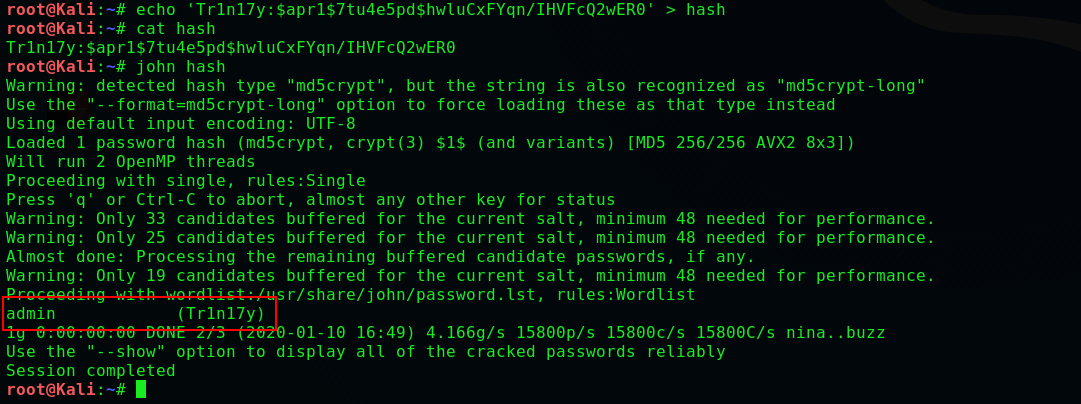 root@Kali:~# echo 'Tr1n17y:$apr1$7tu4e5pd$hwluCxFYqn/IHVFcQ2wER0' > hash
root@Kali:~# cat hash
Tr1n17y:$apr1$7tu4e5pd$hwluCxFYqn/IHVFcQ2wER0
root@Kali:~# john hash
Warning: detected hash type "md5crypt", but the string is also recognized as "md5crypt-long"
Use the "--format=md5crypt-long" option to force loading these as that type instead
Using default input encoding: UTF-8
Loaded 1 password hash (md5crypt, crypt(3) $1$ (and variants) [MD5 256/256 AVX2 8x3])
Will run 2 OpenMP threads
Proceeding with single, rules:Single
Press 'q' or Ctrl-C to abort, almost any other key for status
Warning: Only 33 candidates buffered for the current salt, minimum 48 needed for performance.
Warning: Only 25 candidates buffered for the current salt, minimum 48 needed for performance.
Almost done: Processing the remaining buffered candidate passwords, if any.
Warning: Only 19 candidates buffered for the current salt, minimum 48 needed for performance.
Proceeding with wordlist:/usr/share/john/password.lst, rules:Wordlist
admin            (Tr1n17y)
1g 0:00:00:00 DONE 2/3 (2020-01-10 16:49) 4.166g/s 15800p/s 15800c/s 15800C/s nina..buzz
Use the "--show" option to display all of the cracked passwords reliably
Session completed
root@Kali:~#